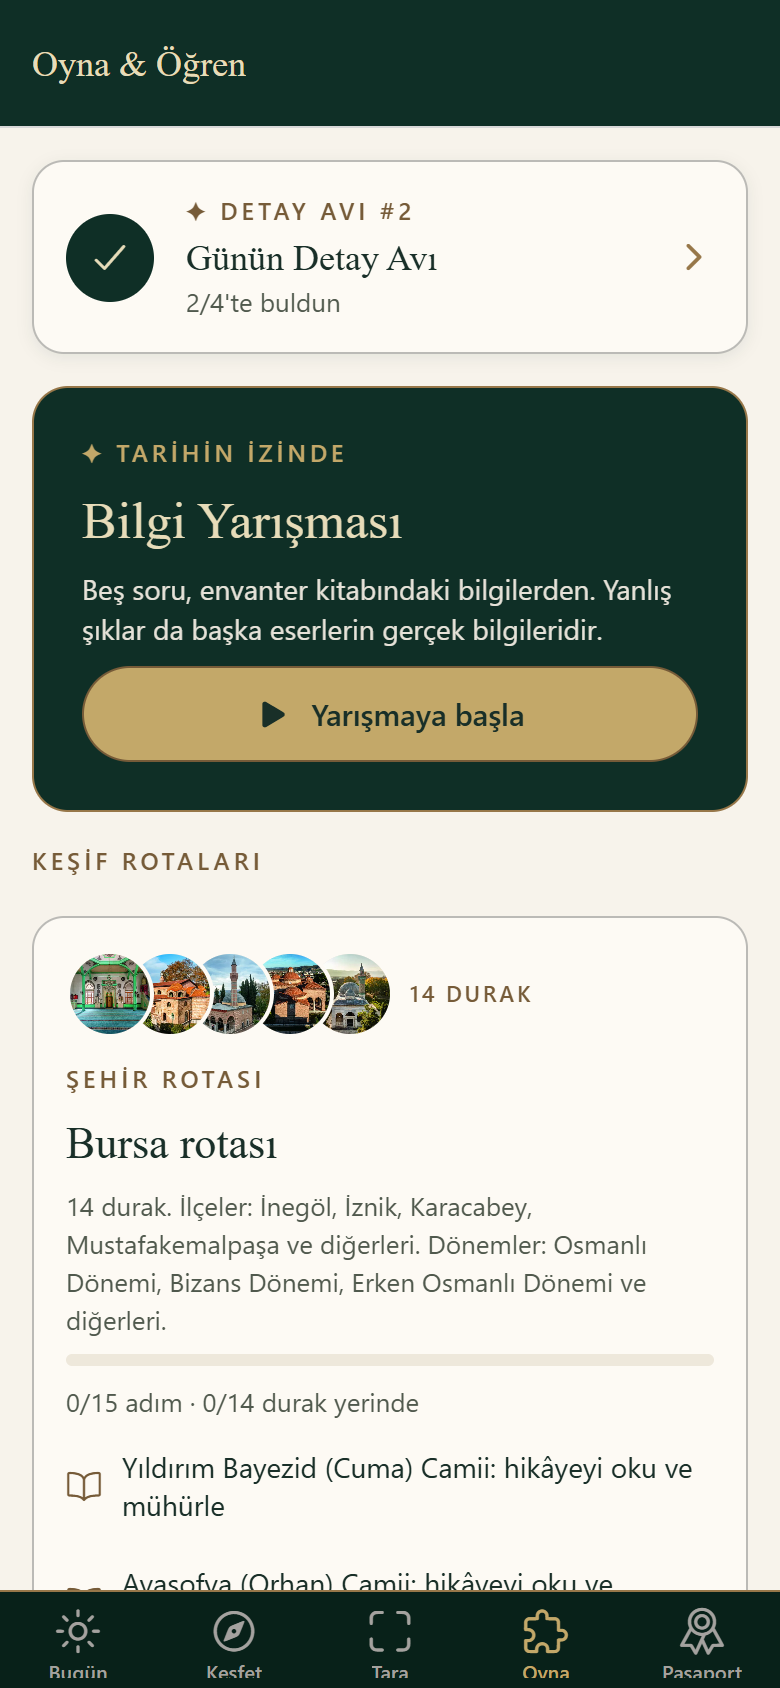 Oyna & Öğren
✦ DETAY AVI #2
Günün Detay Avı
2/4'te buldun
✦ TARİHİN İZİNDE
Bilgi Yarışması
Beş soru, envanter kitabındaki bilgilerden. Yanlış
şıklar da başka eserlerin gerçek bilgileridir.
Yarışmaya başla
KEŞİF ROTALARI
14 DURAK
ŞEHİR ROTASI
Bursa rotası
14 durak. İlçeler: İnegöl, İznik, Karacabey,
Mustafakemalpaşa ve diğerleri. Dönemler: Osmanlı
Dönemi, Bizans Dönemi, Erken Osmanlı Dönemi ve
diğerleri.
0/15 adım · 0/14 durak yerinde
Yıldırım Bayezid (Cuma) Camii: hikâyeyi oku ve
mühürle
Ayasofya (Orhan) Camii: hikâyeyi oku ve
Bugün
Keşfet
Tara
Oyna
Pasaport